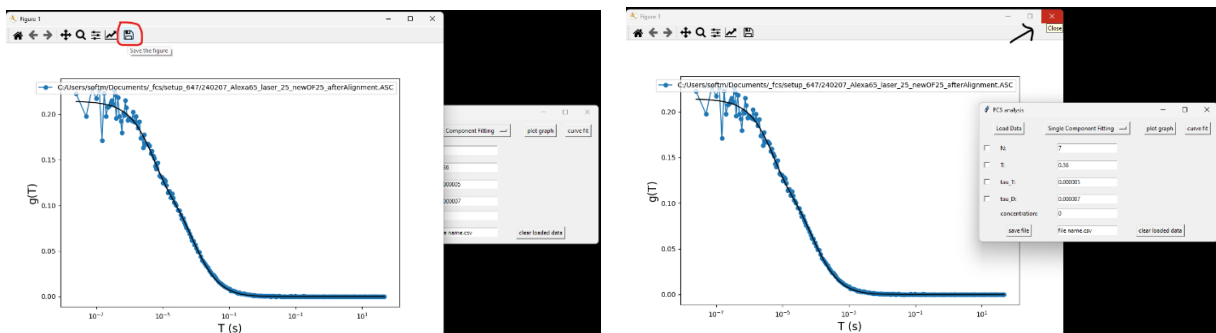 Figure 1
Save the figure
C:/Users/softm/Documents/_fcs/setup_647/240207_Alexa65_laser_25_newOF25_afterAlignment.ASC
0.20
0.15
0.10
0.05
0.00
g(T)
10⁻⁷
10⁻⁵
10⁻³
10⁻¹
10¹
T (s)
Component Fitting
plot graph
curve fit
36
000005
000007
e name.csv
clear loaded data
Figure 1
Close
C:/Users/softm/Documents/_fcs/setup_647/240207_Alexa65_laser_25_newOF25_afterAlignment.ASC
0.20
0.15
0.10
0.05
0.00
g(T)
10⁻⁷
10⁻⁵
10⁻³
10⁻¹
10¹
T (s)
FCS analysis
Load Data
Single Component Fitting
plot graph
curve fit
N:
7
T:
0.36
tau_T:
0.000005
tau_D:
0.000007
concentration:
0
save file
file name.csv
clear loaded data